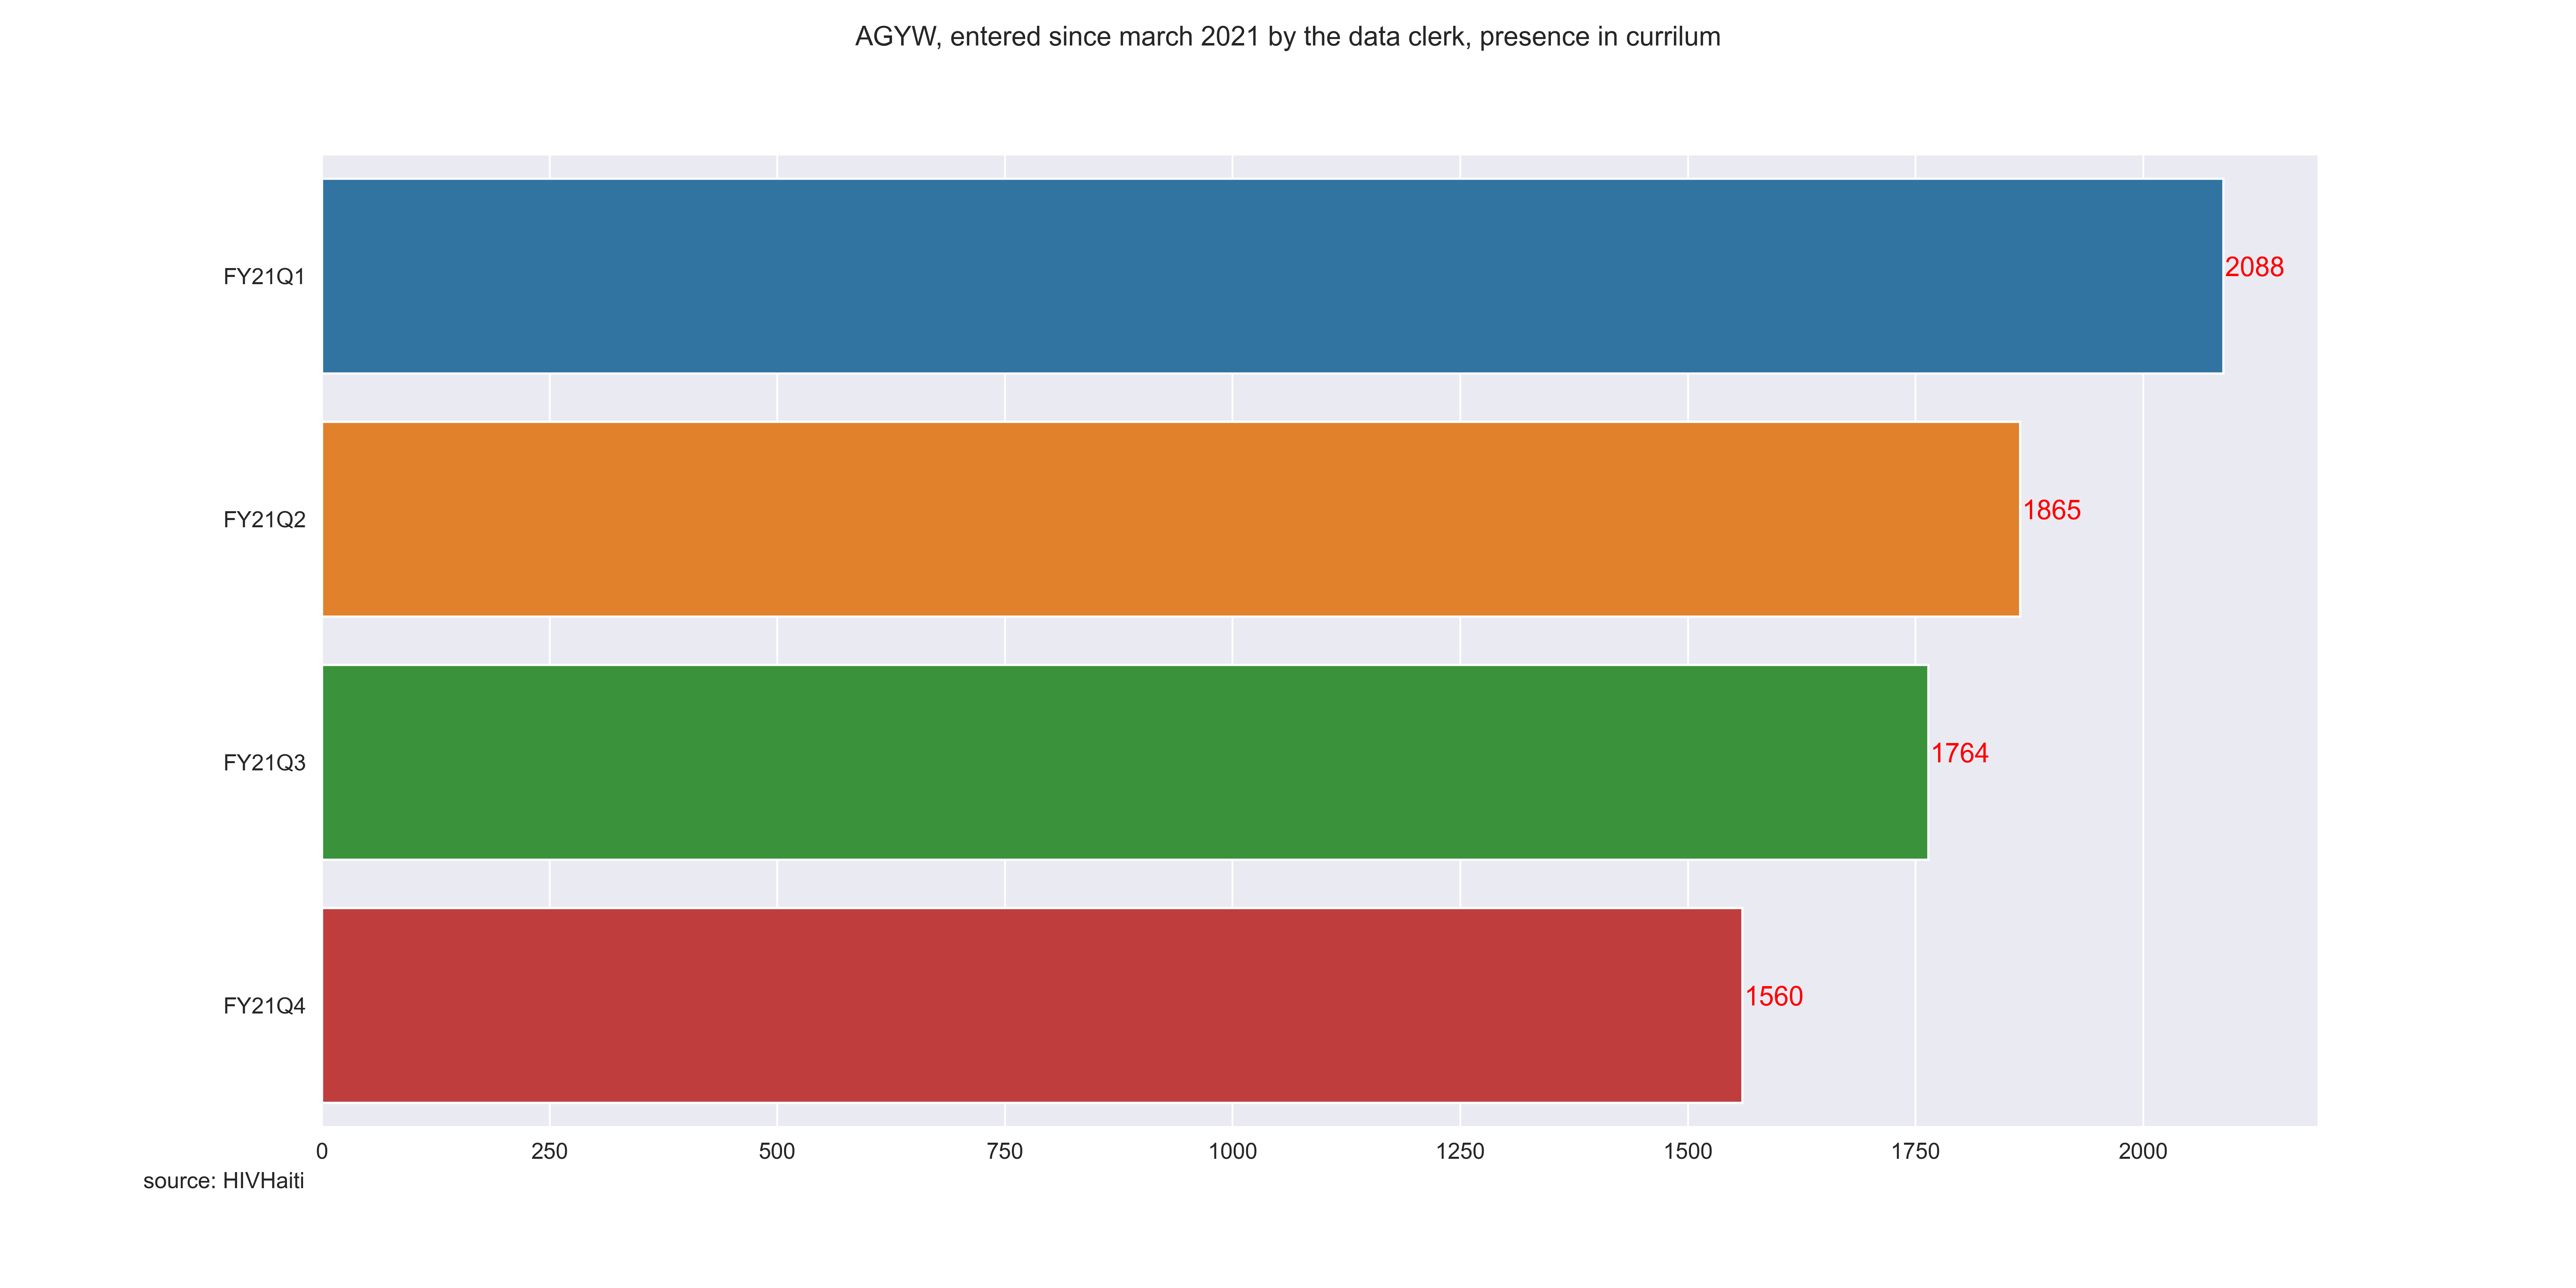 AGYW, entered since march 2021 by the data clerk, presence in currilum
FY21Q1
2088
FY21Q2
1865
FY21Q3
1764
FY21Q4
1560
0 250 500 750 1000 1250 1500 1750 2000
source: HIVHaiti